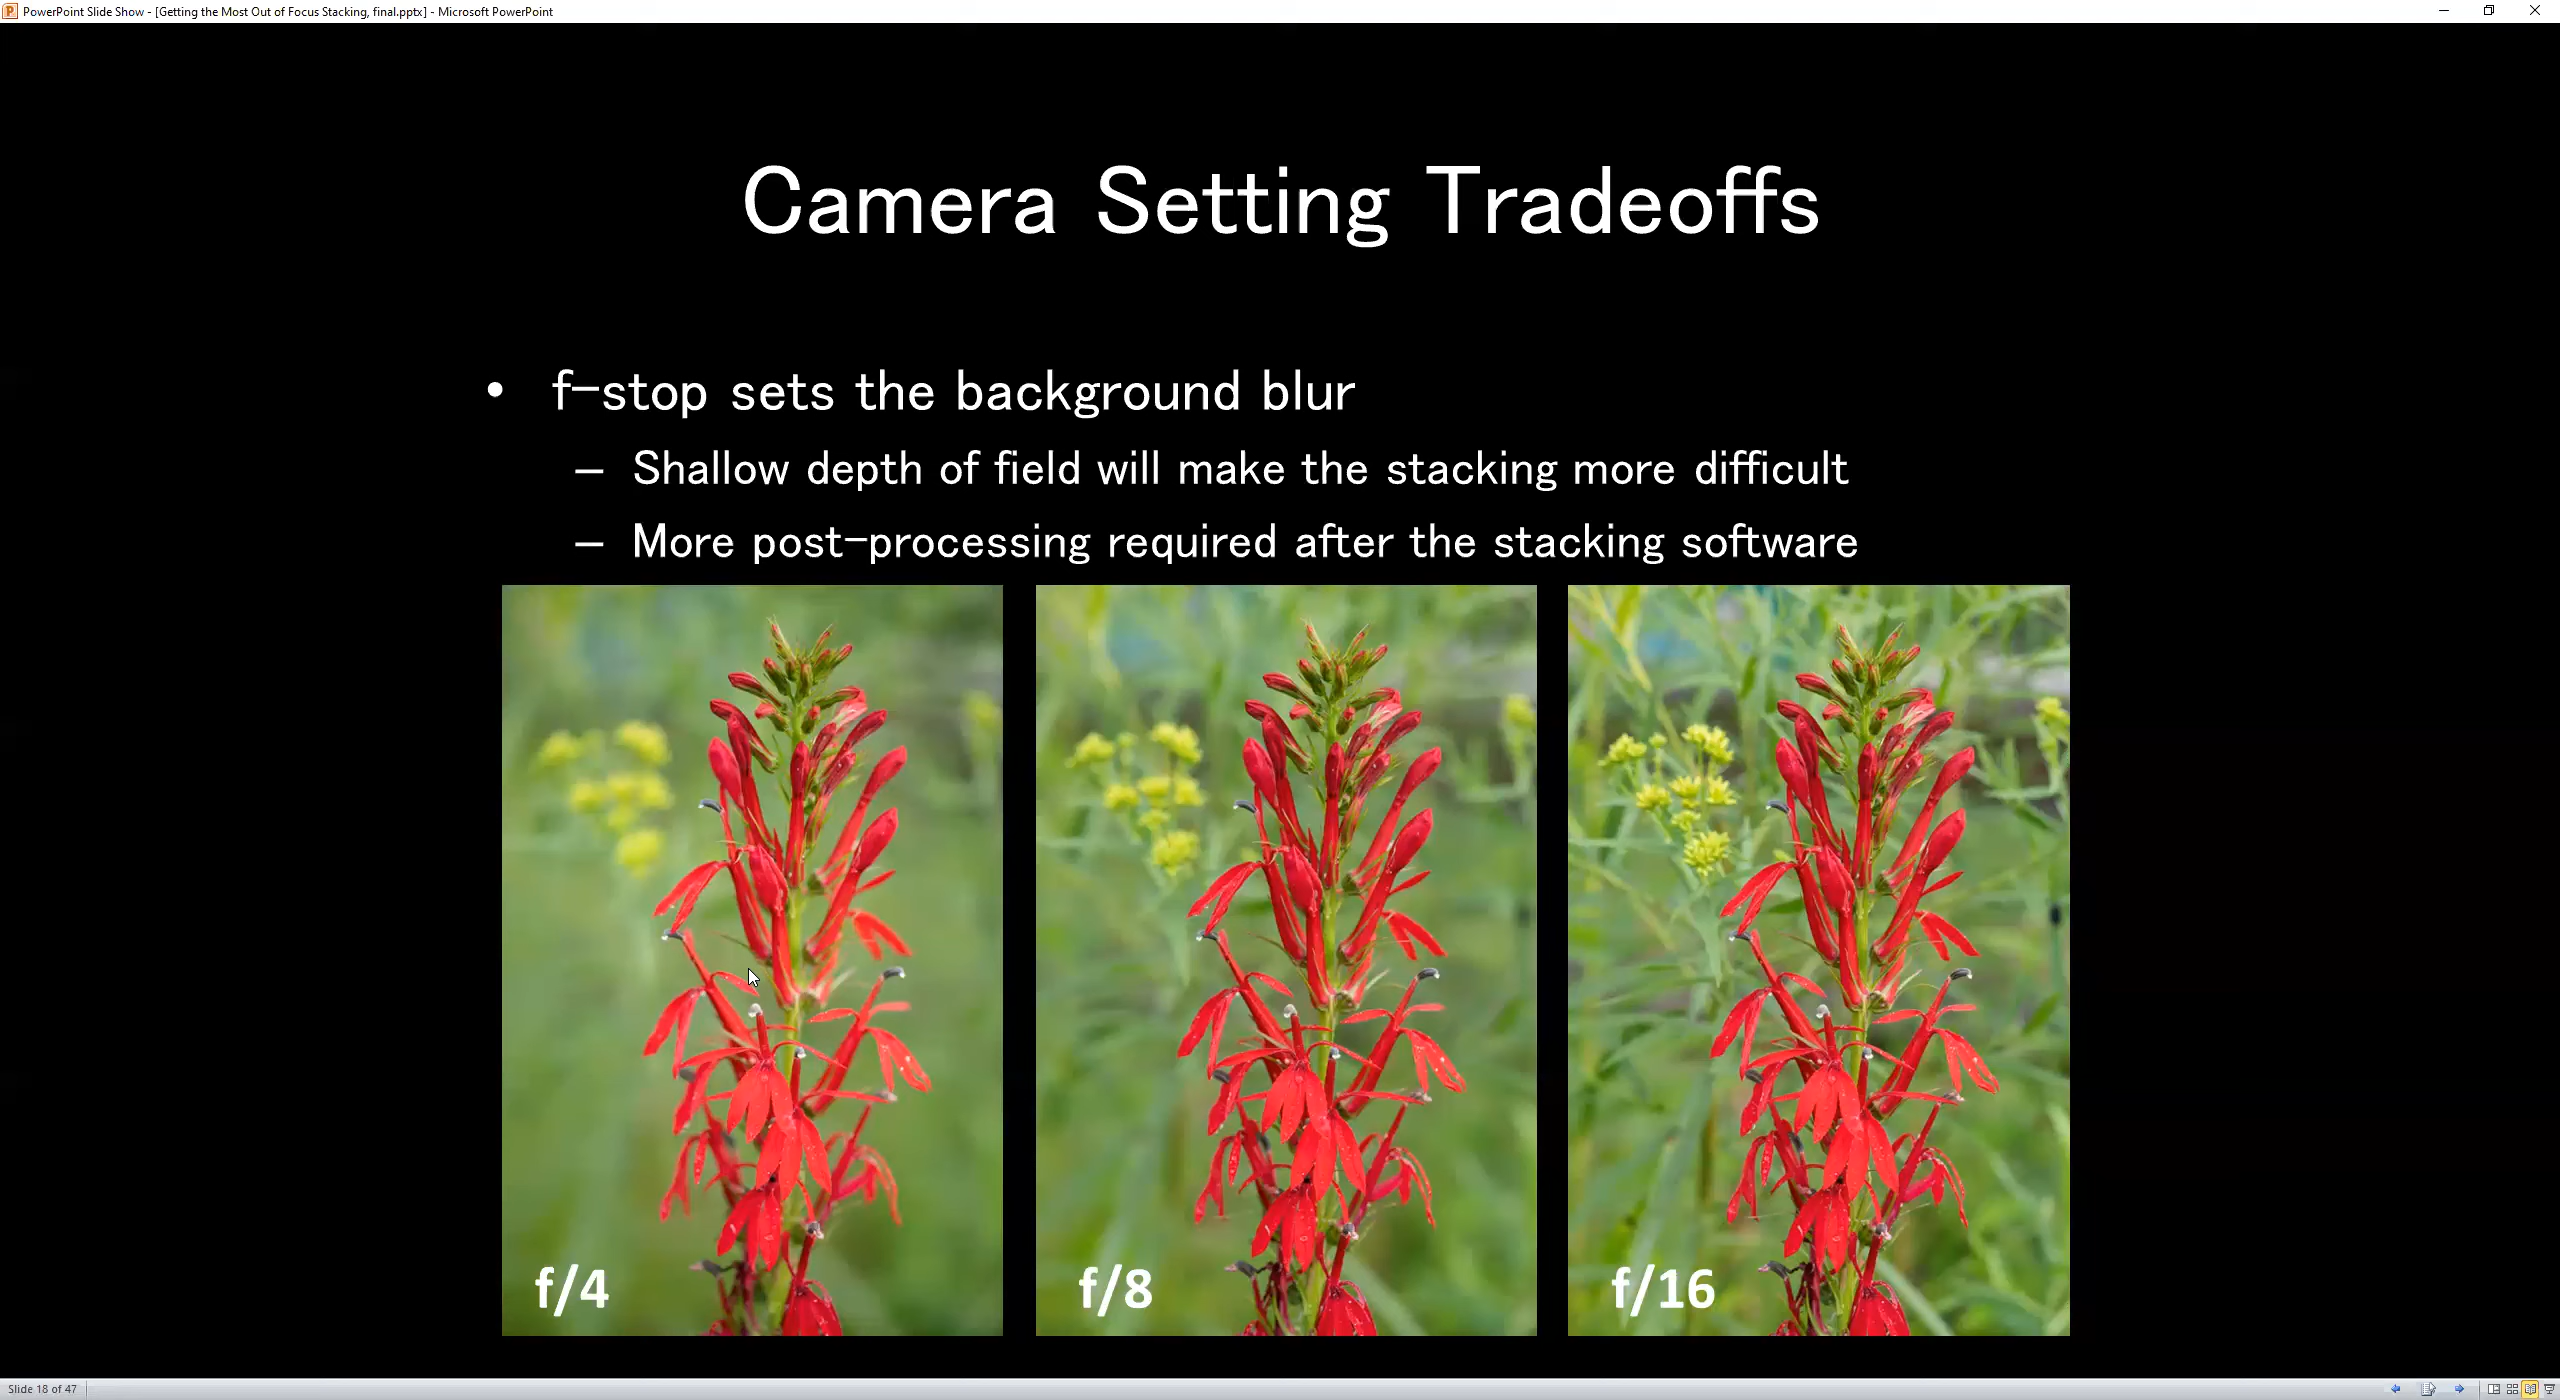 PowerPoint Slide Show - [Getting the Most Out of Focus Stacking, final.pptx] - Microsoft PowerPoint
Camera Setting Tradeoffs
• f-stop sets the background blur
– Shallow depth of field will make the stacking more difficult
– More post-processing required after the stacking software
f/4
f/8
f/16
Slide 18 of 47